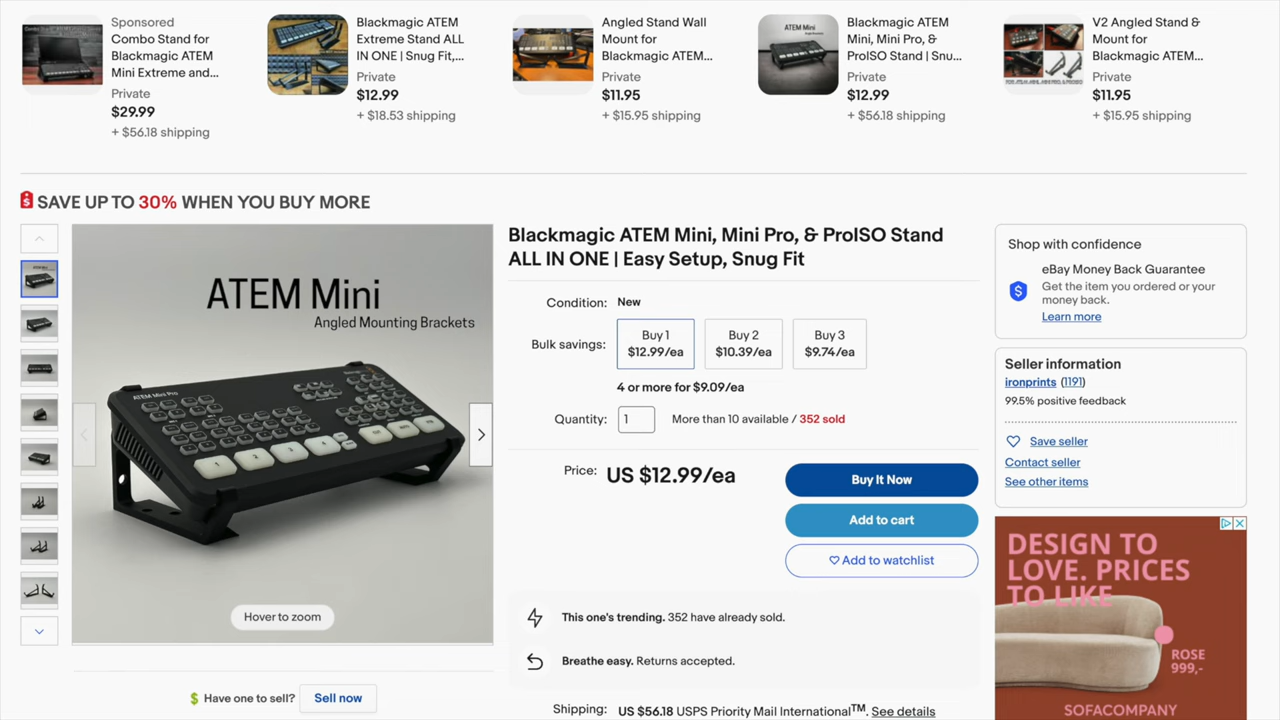 Sponsored
Combo Stand for
Blackmagic ATEM
Mini Extreme and...
Private
$29.99
+ $56.18 shipping
Blackmagic ATEM
Extreme Stand ALL
IN ONE | Snug Fit,...
Private
$12.99
+ $18.53 shipping
Angled Stand Wall
Mount for
Blackmagic ATEM...
Private
$11.95
+ $15.95 shipping
ATEM Mini
Blackmagic ATEM
Mini, Mini Pro, &
ProISO Stand | Snu...
Private
$12.99
+ $56.18 shipping
V2 Angled Stand &
Mount for
Blackmagic ATEM...
Private
$11.95
+ $15.95 shipping
SAVE UP TO 30% WHEN YOU BUY MORE
ATEM Mini
Angled Mounting Brackets
ATEM Mini Pro
1 2 3 4
Hover to zoom
$ Have one to sell? Sell now
Blackmagic ATEM Mini, Mini Pro, & ProISO Stand
ALL IN ONE | Easy Setup, Snug Fit
Condition: New
Bulk savings:
Buy 1
$12.99/ea
Buy 2
$10.39/ea
Buy 3
$9.74/ea
4 or more for $9.09/ea
Quantity: 1 More than 10 available / 352 sold
Price: US $12.99/ea
Buy It Now
Add to cart
Add to watchlist
This one's trending. 352 have already sold.
Breathe easy. Returns accepted.
Shipping: US $56.18 USPS Priority Mail International™. See details
Shop with confidence
eBay Money Back Guarantee
Get the item you ordered or your
money back.
Learn more
Seller information
ironprints (1191)
99.5% positive feedback
Save seller
Contact seller
See other items
DESIGN TO
LOVE. PRICES
TO LIKE
ROSE
999,-
SOFACOMPANY